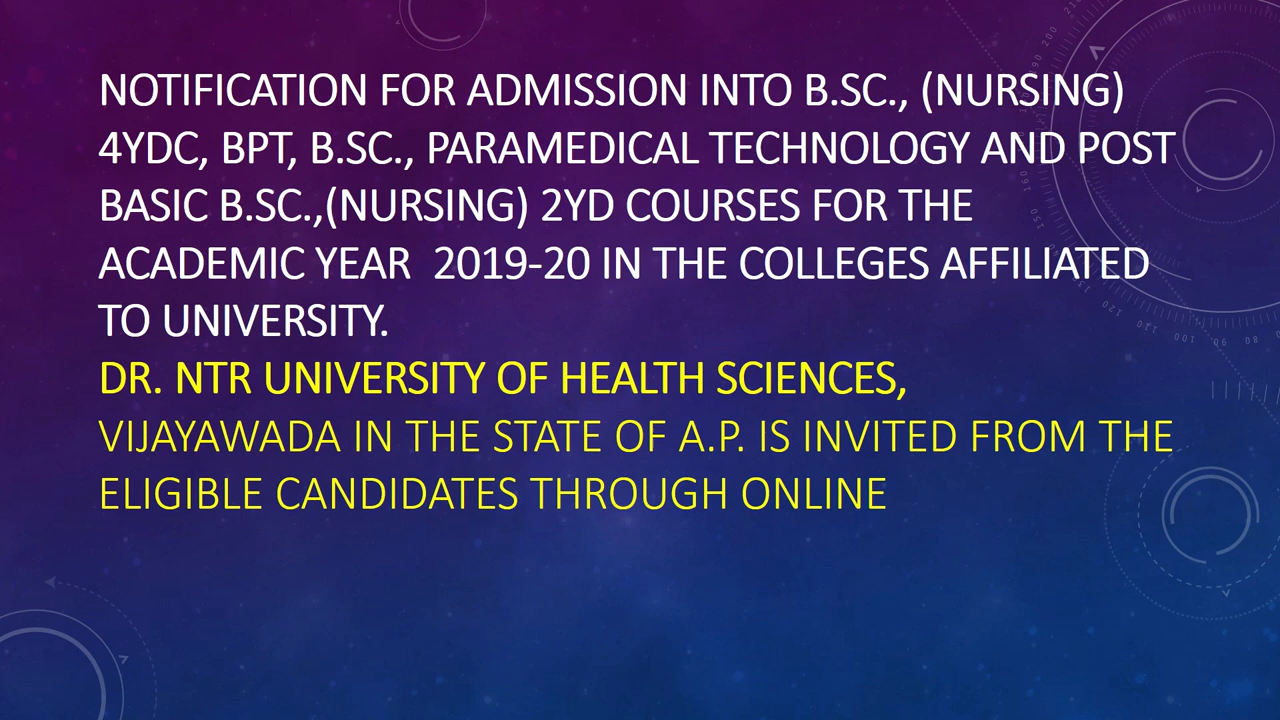 NOTIFICATION FOR ADMISSION INTO B.SC., (NURSING)
4YDC, BPT, B.SC., PARAMEDICAL TECHNOLOGY AND POST
BASIC B.SC.,(NURSING) 2YD COURSES FOR THE
ACADEMIC YEAR  2019-20 IN THE COLLEGES AFFILIATED
TO UNIVERSITY.
DR. NTR UNIVERSITY OF HEALTH SCIENCES,
VIJAYAWADA IN THE STATE OF A.P. IS INVITED FROM THE
ELIGIBLE CANDIDATES THROUGH ONLINE